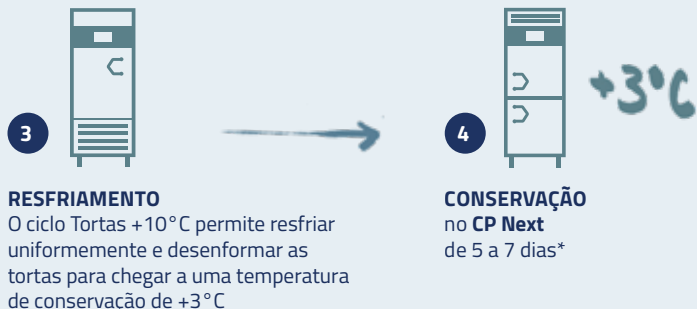 +3°C
3
4
RESFRIAMENTO
O ciclo Tortas +10°C permite resfriar
uniformemente e desenformar as
tortas para chegar a uma temperatura
de conservação de +3°C
CONSERVAÇÃO
no CP Next
de 5 a 7 dias*